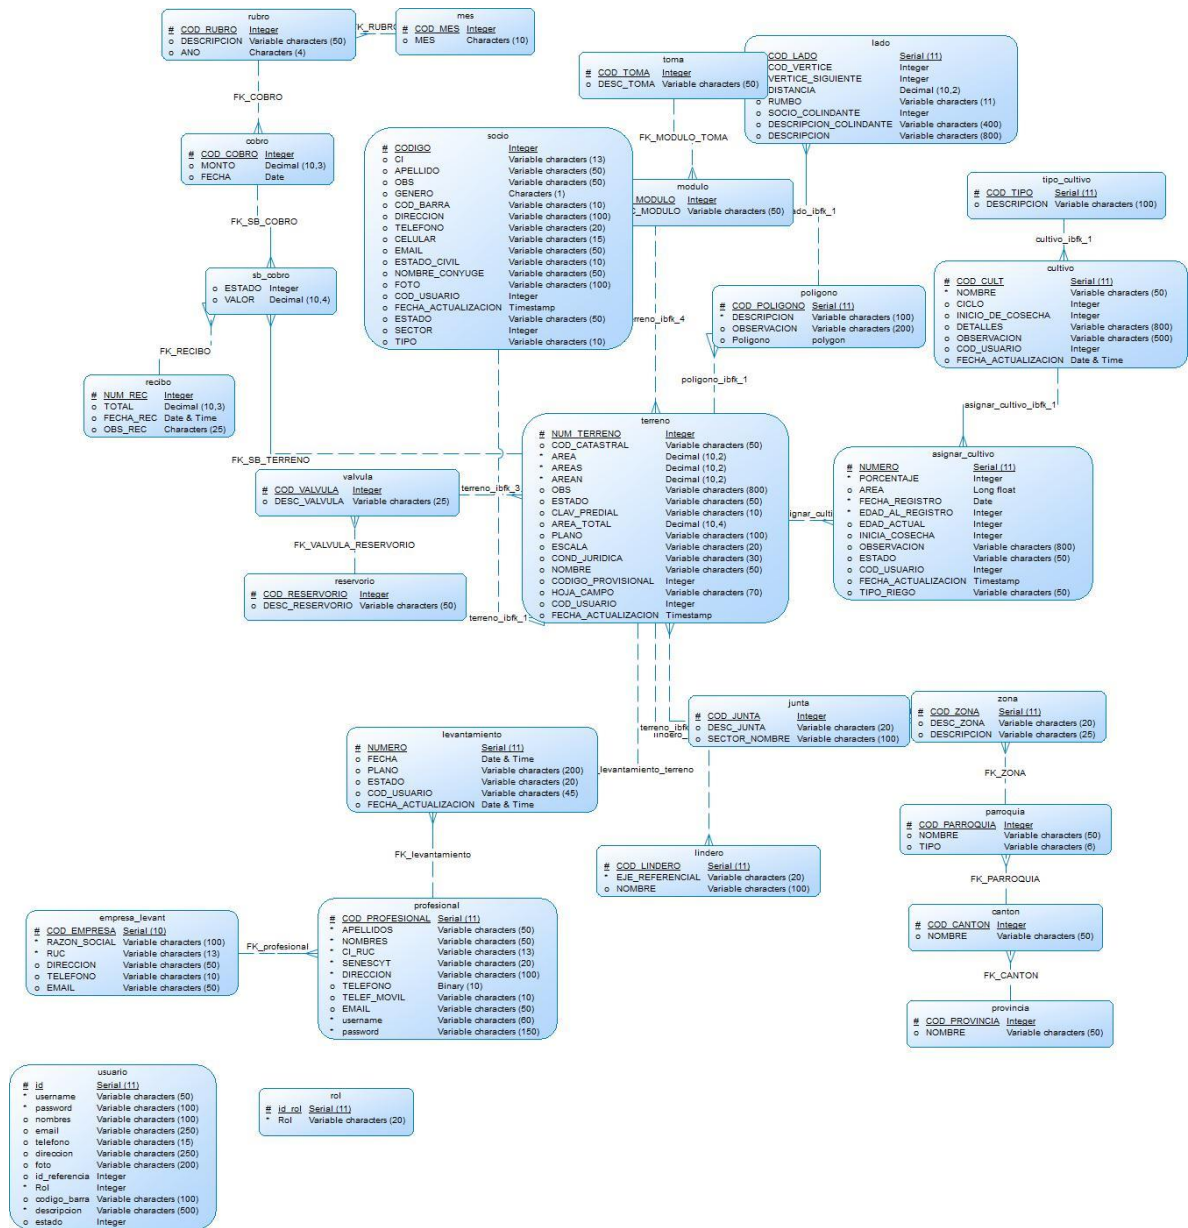 rubro
# COD_RUBRO Integer
o DESCRIPCION Variable characters (50)
o ANO Characters (4)
FK_RUBRO
mes
# COD_MES Integer
o MES Characters (10)
FK_COBRO
cobro
# COD_COBRO Integer
o MONTO Decimal (10,3)
o FECHA Date
FK_SB_COBRO
sb_cobro
o ESTADO Integer
o VALOR Decimal (10,4)
FK_RECIBO
recibo
# NUM_REC Integer
o TOTAL Decimal (10,3)
o FECHA_REC Date & Time
o OBS_REC Characters (25)
FK_SB_TERRENO
socio
# CODIGO Integer
o CI Variable characters (13)
o APELLIDO Variable characters (50)
o OBS Variable characters (50)
o GENERO Characters (1)
o COD_BARRA Variable characters (10)
o DIRECCION Variable characters (100)
o TELEFONO Variable characters (20)
o CELULAR Variable characters (15)
o EMAIL Variable characters (50)
o ESTADO_CIVIL Variable characters (10)
o NOMBRE_CONYUGE Variable characters (50)
o FOTO Variable characters (100)
o COD_USUARIO Integer
o FECHA_ACTUALIZACION Timestamp
o ESTADO Variable characters (50)
o SECTOR Integer
o TIPO Variable characters (10)
toma
# COD_TOMA Integer
o DESC_TOMA Variable characters (50)
FK_MODULO_TOMA
modulo
_MODULO Integer
C_MODULO Variable characters (50)
lado
COD_LADO Serial (11)
COD_VERTICE Integer
VERTICE_SIGUIENTE Integer
DISTANCIA Decimal (10,2)
o RUMBO Variable characters (11)
o SOCIO_COLINDANTE Integer
o DESCRIPCION_COLINDANTE Variable characters (400)
o DESCRIPCION Variable characters (800)
ado_ibfk_1
poligono
# COD_POLIGONO Serial (11)
* DESCRIPCION Variable characters (100)
o OBSERVACION Variable characters (200)
o Poligono polygon
erreno_ibfk_4
poligono_ibfk_1
tipo_cultivo
# COD_TIPO Serial (11)
o DESCRIPCION Variable characters (100)
cultivo_ibfk_1
cultivo
# COD_CULT Serial (11)
* NOMBRE Variable characters (50)
o CICLO Integer
o INICIO_DE_COSECHA Integer
o DETALLES Variable characters (800)
o OBSERVACION Variable characters (500)
o COD_USUARIO Integer
o FECHA_ACTUALIZACION Date & Time
asignar_cultivo_ibfk_1
asignar_cultivo
# NUMERO Serial (11)
* PORCENTAJE Integer
o AREA Long float
* FECHA_REGISTRO Date
* EDAD_AL_REGISTRO Integer
o EDAD_ACTUAL Integer
o INICIA_COSECHA Integer
o OBSERVACION Variable characters (800)
o ESTADO Variable characters (50)
o COD_USUARIO Integer
o FECHA_ACTUALIZACION Timestamp
o TIPO_RIEGO Variable characters (50)
signar_culti
terreno
# NUM_TERRENO Integer
o COD_CATASTRAL Variable characters (50)
* AREA Decimal (10,2)
* AREAS Decimal (10,2)
* AREAN Decimal (10,2)
o OBS Variable characters (800)
o ESTADO Variable characters (50)
o CLAV_PREDIAL Variable characters (10)
o AREA_TOTAL Decimal (10,4)
o PLANO Variable characters (100)
o ESCALA Variable characters (20)
o COND_JURIDICA Variable characters (30)
o NOMBRE Variable characters (50)
o CODIGO_PROVISIONAL Integer
o HOJA_CAMPO Variable characters (70)
o COD_USUARIO Integer
o FECHA_ACTUALIZACION Timestamp
valvula
# COD_VALVULA Integer
o DESC_VALVULA Variable characters (25)
terreno_ibfk_3
FK_VALVULA_RESERVORIO
reservorio
# COD_RESERVORIO Integer
o DESC_RESERVORIO Variable characters (50)
terreno_ibfk_1
junta
# COD_JUNTA Integer
o DESC_JUNTA Variable characters (20)
o SECTOR_NOMBRE Variable characters (100)
terreno_ibfk
lindero_
zona
# COD_ZONA Serial (11)
o DESC_ZONA Variable characters (20)
o DESCRIPCION Variable characters (25)
FK_ZONA
levantamiento
# NUMERO Serial (11)
o FECHA Date & Time
o PLANO Variable characters (200)
o ESTADO Variable characters (20)
o COD_USUARIO Variable characters (45)
o FECHA_ACTUALIZACION Date & Time
_levantamiento_terreno
parroquia
# COD_PARROQUIA Integer
o NOMBRE Variable characters (50)
o TIPO Variable characters (6)
FK_PARROQUIA
lindero
# COD_LINDERO Serial (11)
* EJE_REFERENCIAL Variable characters (20)
o NOMBRE Variable characters (100)
FK_levantamiento
canton
# COD_CANTON Integer
o NOMBRE Variable characters (50)
FK_CANTON
provincia
# COD_PROVINCIA Integer
o NOMBRE Variable characters (50)
empresa_levant
# COD_EMPRESA Serial (10)
* RAZON_SOCIAL Variable characters (100)
* RUC Variable characters (13)
o DIRECCION Variable characters (50)
o TELEFONO Variable characters (10)
o EMAIL Variable characters (50)
FK_profesional
profesional
# COD_PROFESIONAL Serial (11)
* APELLIDOS Variable characters (50)
* NOMBRES Variable characters (50)
* CI_RUC Variable characters (13)
* SENESCYT Variable characters (20)
* DIRECCION Variable characters (100)
o TELEFONO Binary (10)
o TELEF_MOVIL Variable characters (10)
o EMAIL Variable characters (50)
* username Variable characters (60)
* password Variable characters (150)
usuario
# id Serial (11)
* username Variable characters (50)
* password Variable characters (100)
o nombres Variable characters (100)
o email Variable characters (250)
o telefono Variable characters (15)
o direccion Variable characters (250)
o foto Variable characters (200)
o id_referencia Integer
* Rol Integer
o codigo_barra Variable characters (100)
* descripcion Variable characters (500)
o estado Integer
rol
# id_rol Serial (11)
* Rol Variable characters (20)